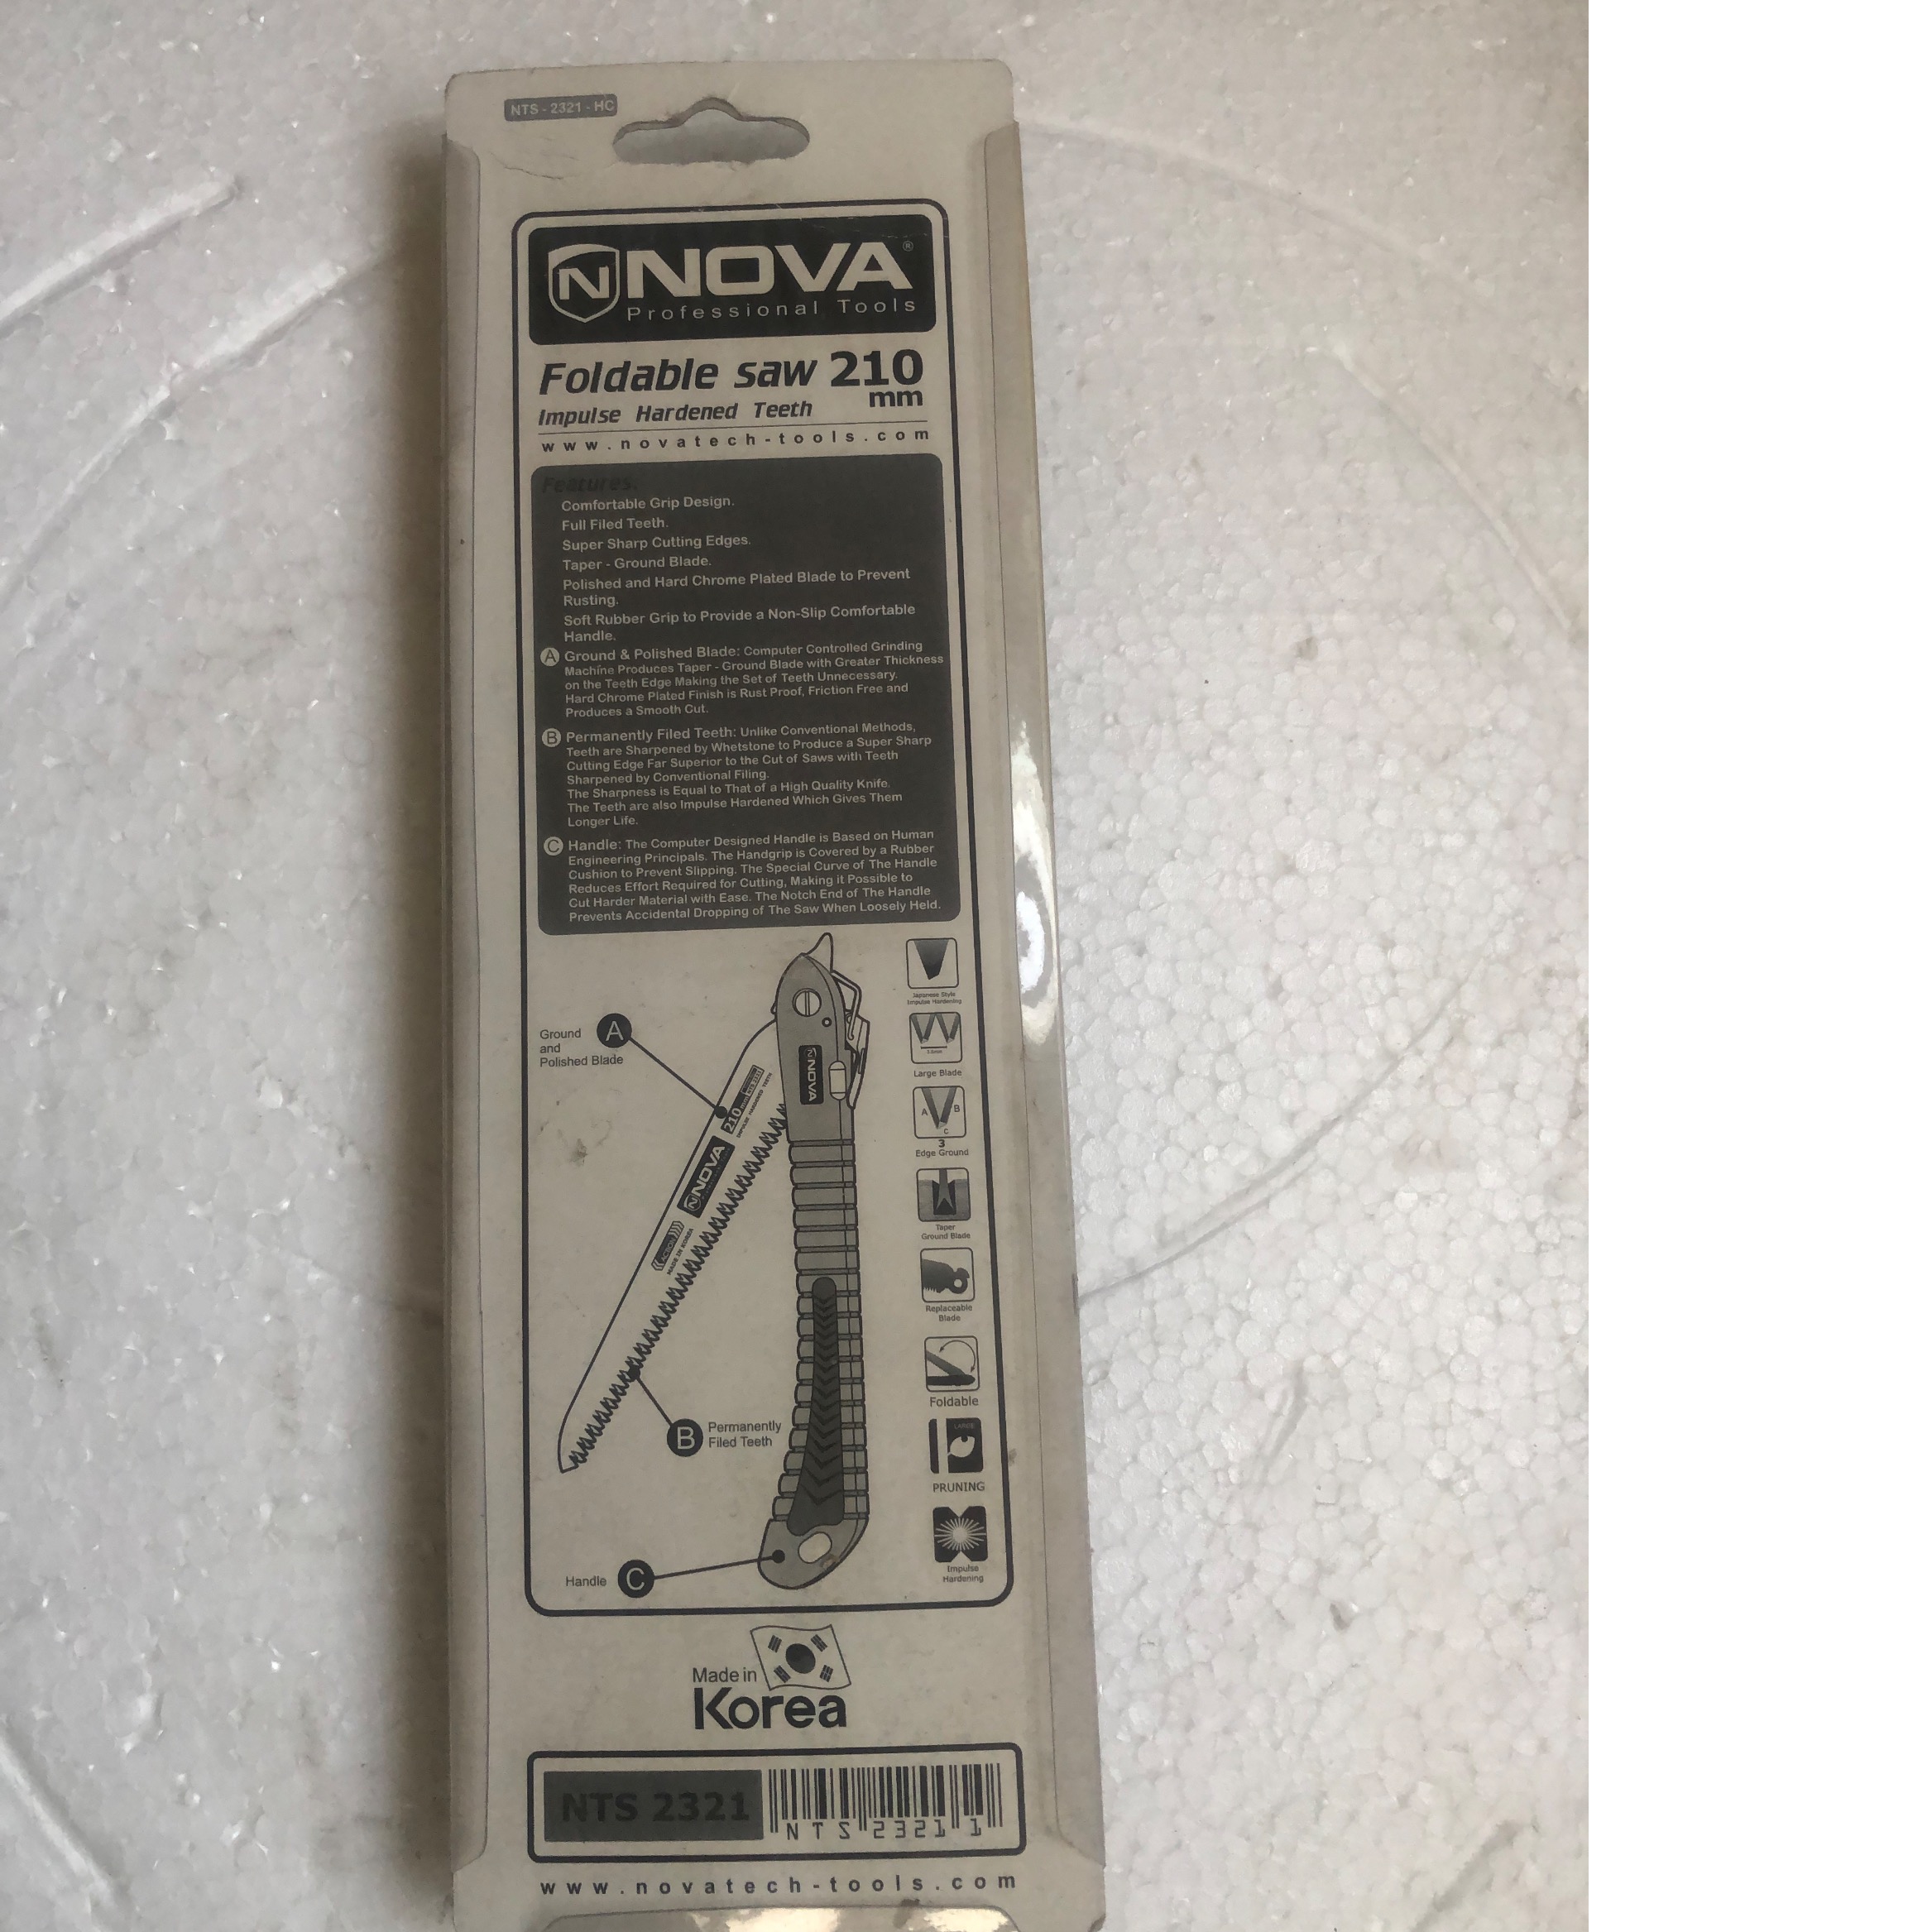 NTS - 2321 - HC
N NOVA®
Professional Tools
Foldable saw 210
mm
Impulse Hardened Teeth
www.novatech-tools.com
Features:
Comfortable Grip Design.
Full Filed Teeth.
Super Sharp Cutting Edges.
Taper - Ground Blade.
Polished and Hard Chrome Plated Blade to Prevent
Rusting.
Soft Rubber Grip to Provide a Non-Slip Comfortable
Handle.
A Ground & Polished Blade: Computer Controlled Grinding
Machine Produces Taper - Ground Blade with Greater Thickness
on the Teeth Edge Making the Set of Teeth Unnecessary.
Hard Chrome Plated Finish is Rust Proof, Friction Free and
Produces a Smooth Cut.
B Permanently Filed Teeth: Unlike Conventional Methods,
Teeth are Sharpened by Whetstone to Produce a Super Sharp
Cutting Edge Far Superior to the Cut of Saws with Teeth
Sharpened by Conventional Filing.
The Sharpness is Equal to That of a High Quality Knife.
The Teeth are also Impulse Hardened Which Gives Them
Longer Life.
C Handle: The Computer Designed Handle is Based on Human
Engineering Principals. The Handgrip is Covered by a Rubber
Cushion to Prevent Slipping. The Special Curve of The Handle
Reduces Effort Required for Cutting, Making it Possible to
Cut Harder Material with Ease. The Notch End of The Handle
Prevents Accidental Dropping of The Saw When Loosely Held.
Ground
and
Polished Blade
A
NOVA
210
IMPULSE HARDENED TEETH
N NOVA
MADE IN KOREA
B
Permanently
Filed Teeth
Handle
C
Japanese Style
Impulse Hardening
Large Blade
A B
C
3
Edge Ground
Taper
Ground Blade
Replaceable
Blade
Foldable
LARGE
PRUNING
Impulse
Hardening
Made in
Korea
NTS 2321
NTS 2321 1
www.novatech-tools.com